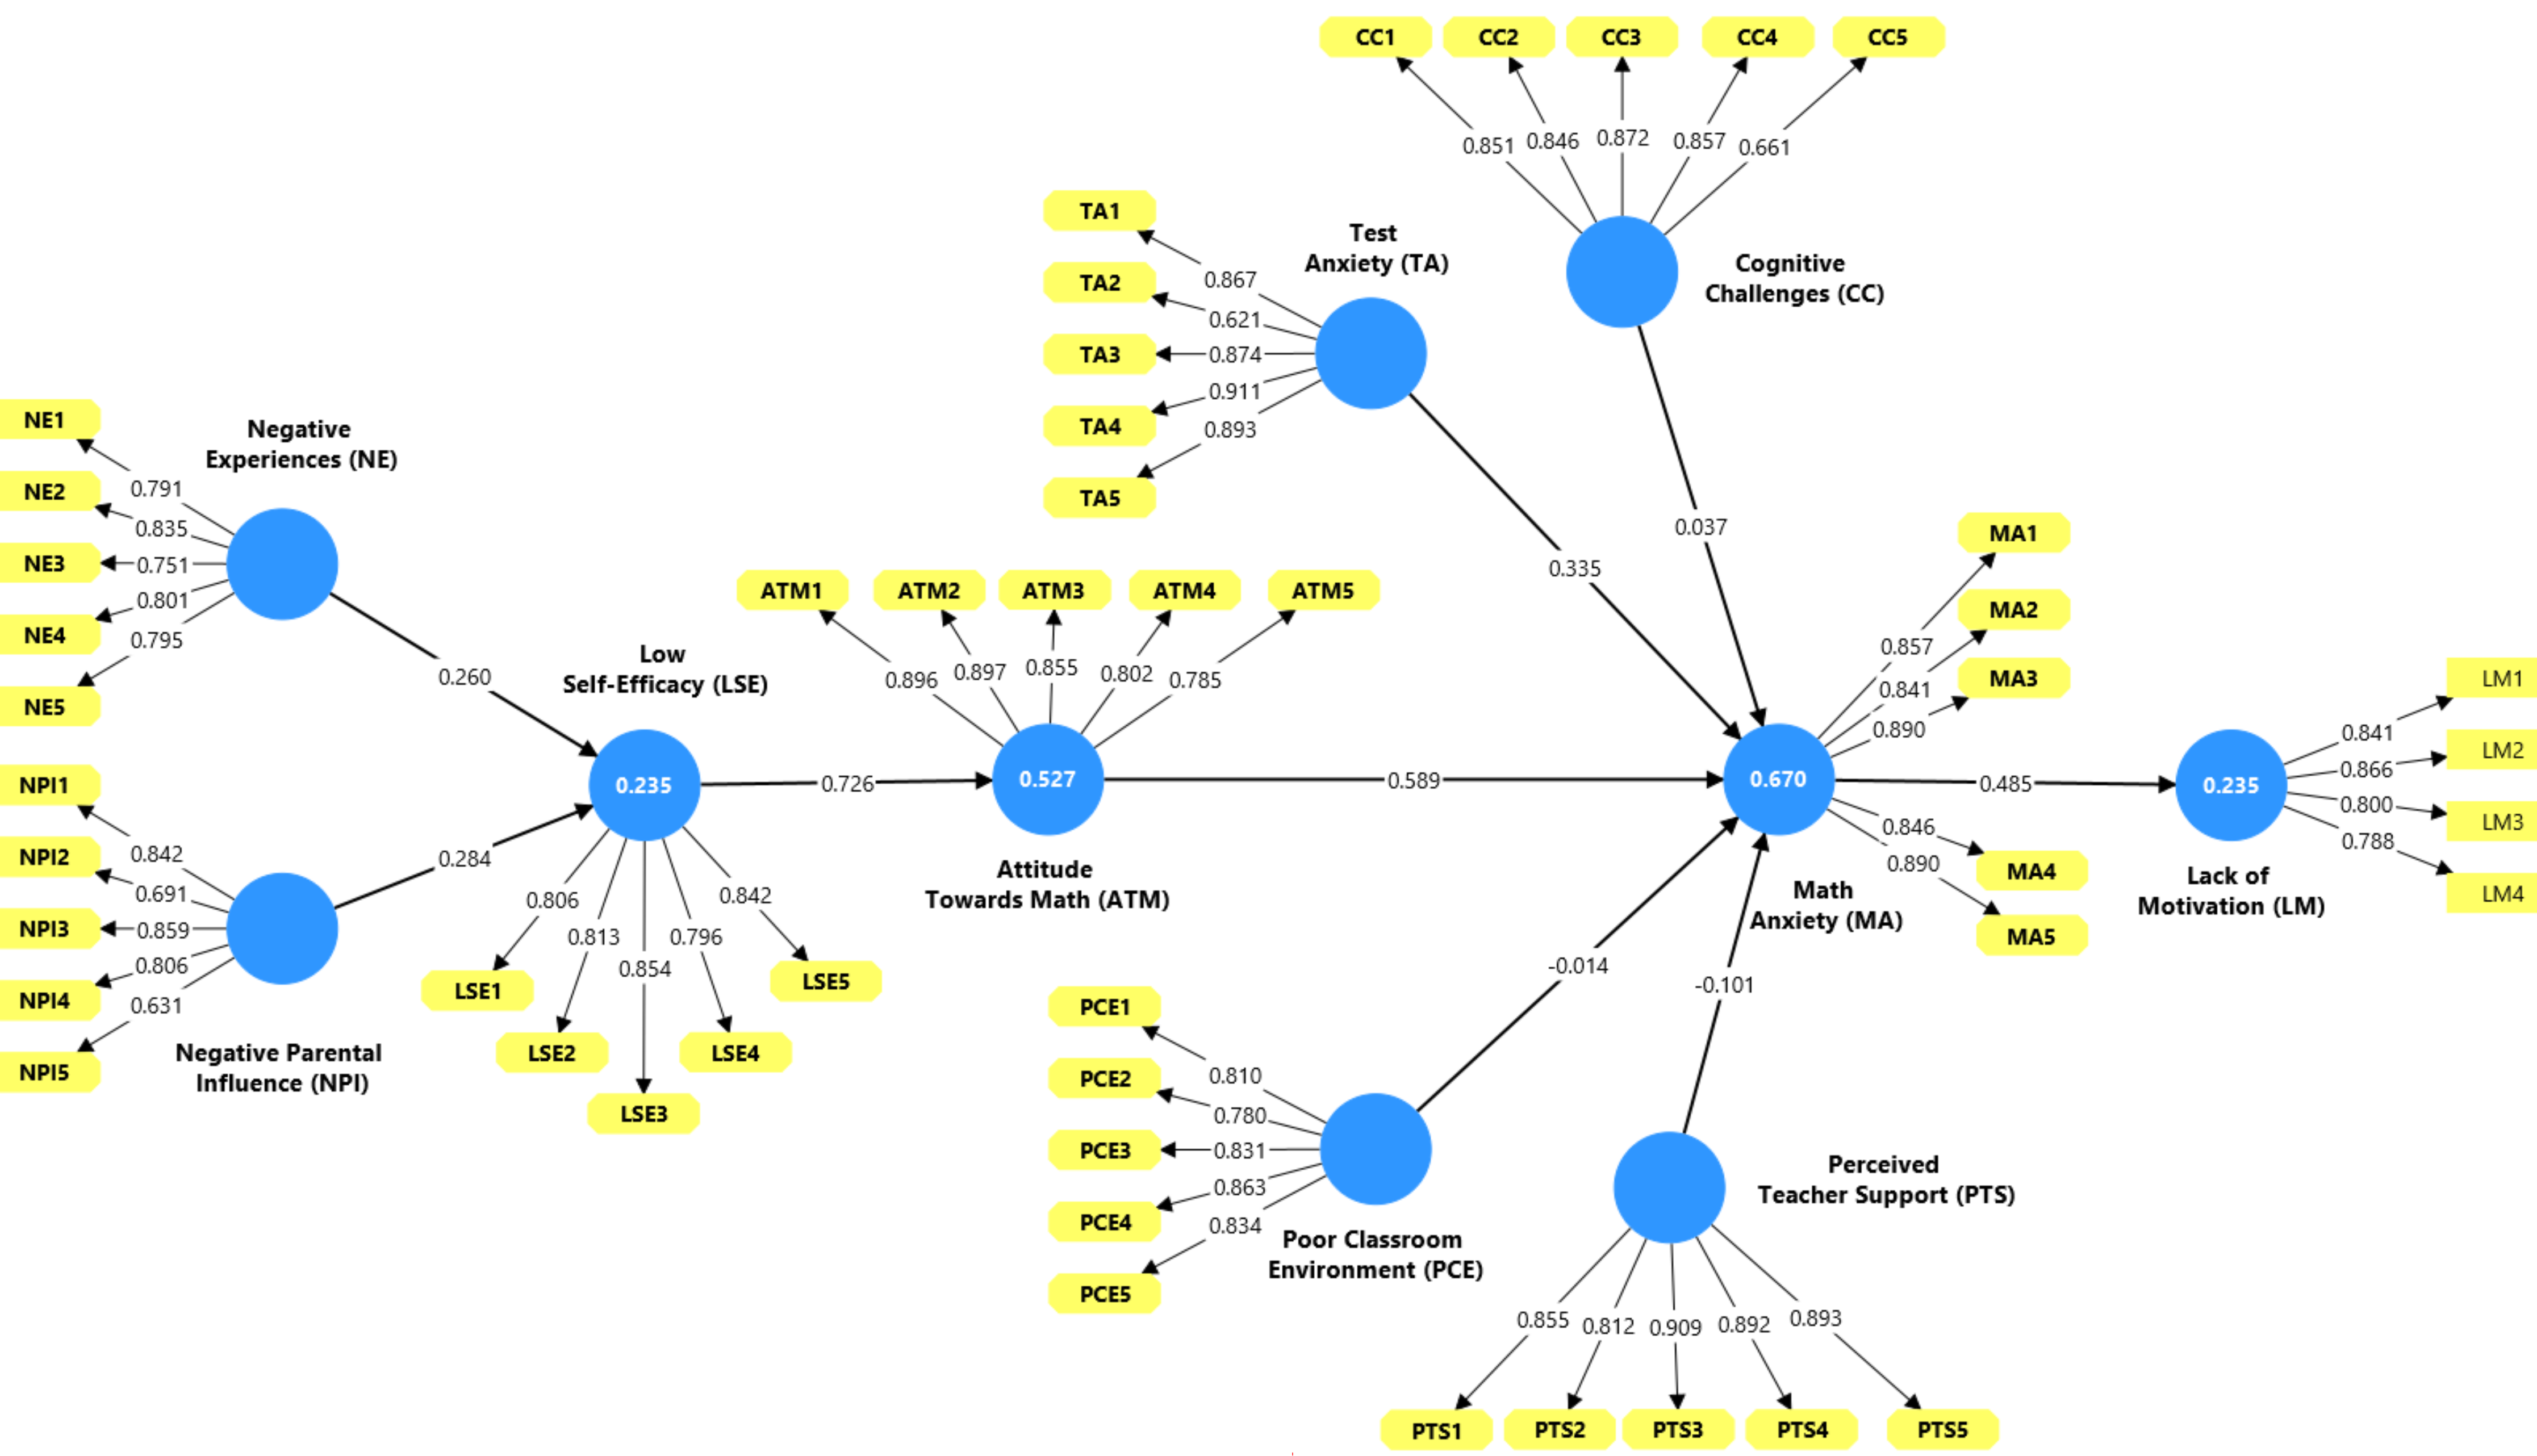 CC1
CC2
CC3
CC4
CC5
0.851
0.846
0.872
0.857
0.661
Cognitive
Challenges (CC)
TA1
TA2
TA3
TA4
TA5
0.867
0.621
0.874
0.911
0.893
Test
Anxiety (TA)
0.335
0.037
NE1
NE2
NE3
NE4
NE5
0.791
0.835
0.751
0.801
0.795
Negative
Experiences (NE)
0.260
NPI1
NPI2
NPI3
NPI4
NPI5
0.842
0.691
0.859
0.806
0.631
Negative Parental
Influence (NPI)
0.284
Low
Self-Efficacy (LSE)
0.235
0.806
0.813
0.854
0.796
0.842
LSE1
LSE2
LSE3
LSE4
LSE5
0.726
ATM1
ATM2
ATM3
ATM4
ATM5
0.896
0.897
0.855
0.802
0.785
0.527
Attitude
Towards Math (ATM)
0.589
MA1
MA2
MA3
0.857
0.841
0.890
0.670
0.846
0.890
MA4
MA5
Math
Anxiety (MA)
0.485
0.235
Lack of
Motivation (LM)
0.841
0.866
0.800
0.788
LM1
LM2
LM3
LM4
-0.014
-0.101
PCE1
PCE2
PCE3
PCE4
PCE5
0.810
0.780
0.831
0.863
0.834
Poor Classroom
Environment (PCE)
Perceived
Teacher Support (PTS)
0.855
0.812
0.909
0.892
0.893
PTS1
PTS2
PTS3
PTS4
PTS5